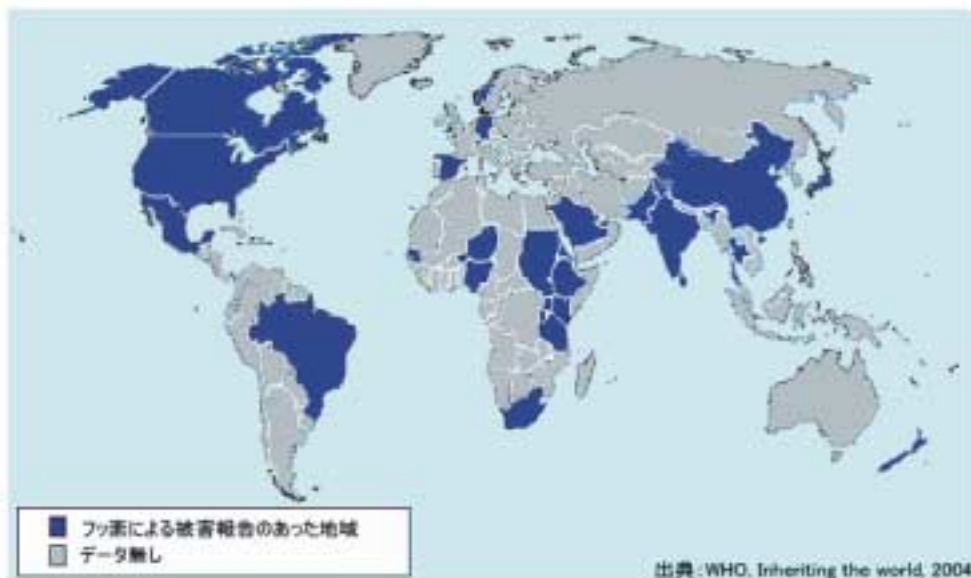 フッ素による被害報告のあった地域
データ無し
出典:WHO, Inheriting the world, 2004